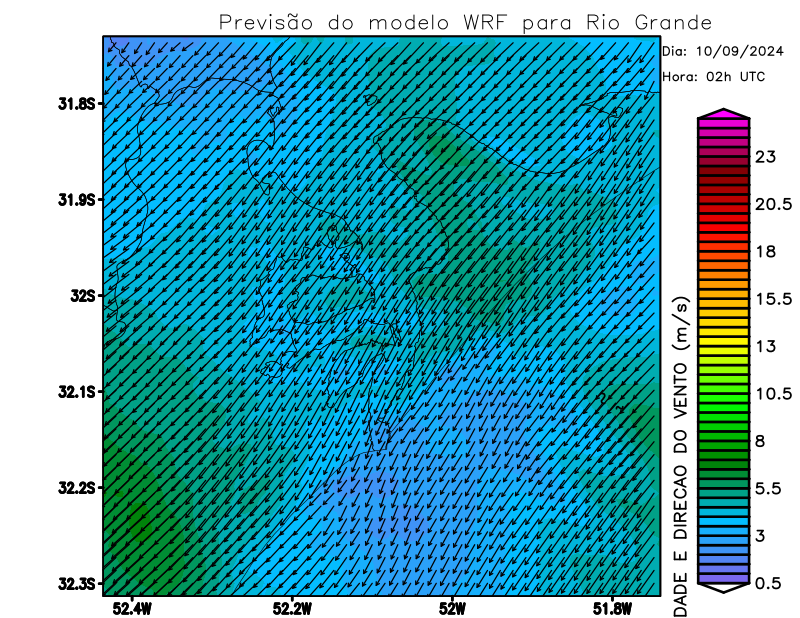 Previsão do modelo WRF para Rio Grande
Dia: 10/09/2024
Hora: 02h UTC
31.8S
31.9S
32S
32.1S
32.2S
32.3S
52.4W
52.2W
52W
51.8W
DADE E DIRECAO DO VENTO (m/s)
23
20.5
18
15.5
13
10.5
8
5.5
3
0.5